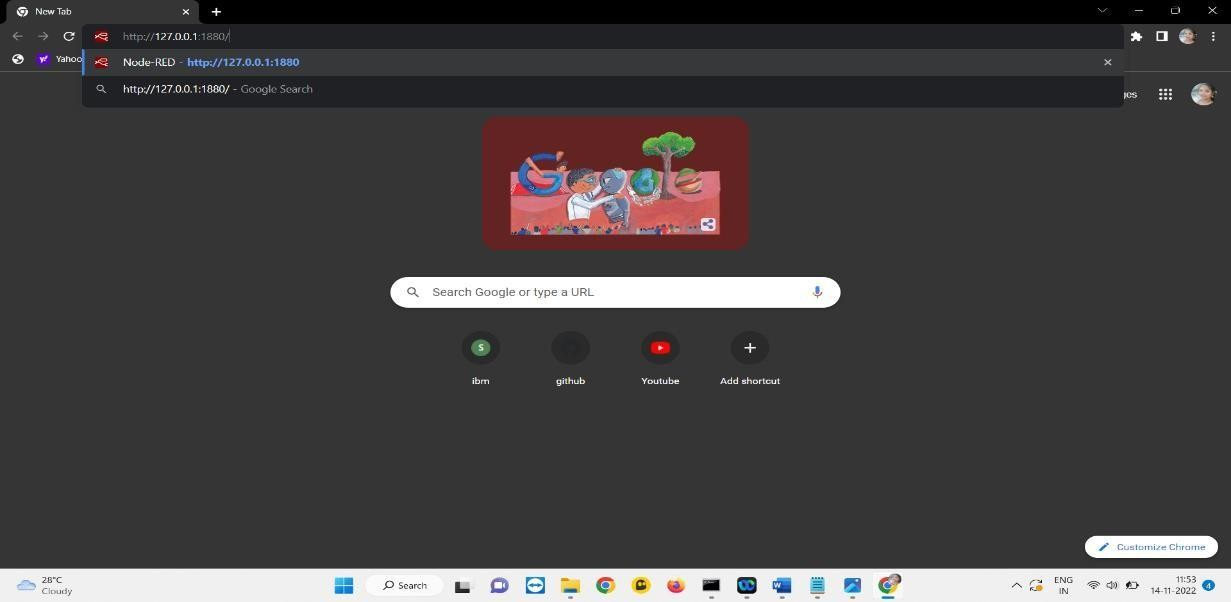 New Tab
http://127.0.0.1:1880/
Yahoo
Node-RED - http://127.0.0.1:1880
http://127.0.0.1:1880/ - Google Search
Search Google or type a URL
S
ibm
github
Youtube
Add shortcut
Customize Chrome
28°C
Cloudy
Search
ENG
IN
11:53
14-11-2022
4